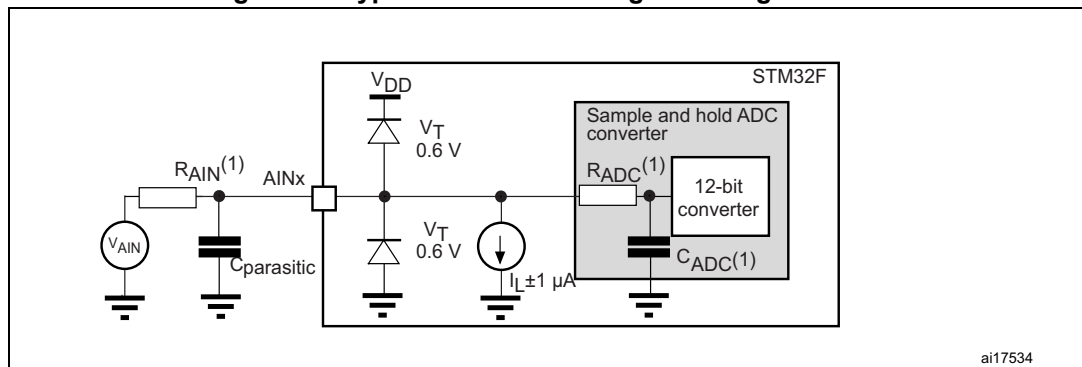 STM32F
VDD
Sample and hold ADC
converter
VT
0.6 V
RAIN(1)
AINx
RADC(1)
12-bit
converter
VAIN
Cparasitic
VT
0.6 V
IL±1 µA
CADC(1)
ai17534